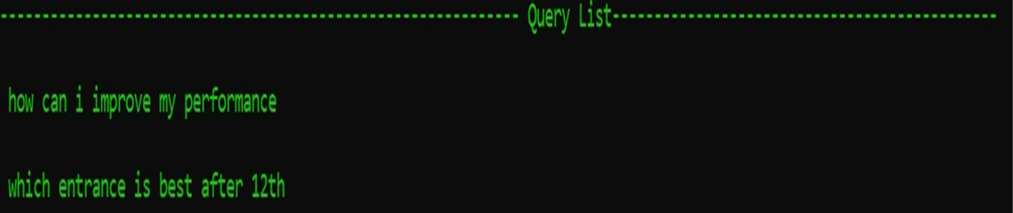 --------------------------------------------------------------- Query List-----------------------------------------------
how can i improve my performance
which entrance is best after 12th